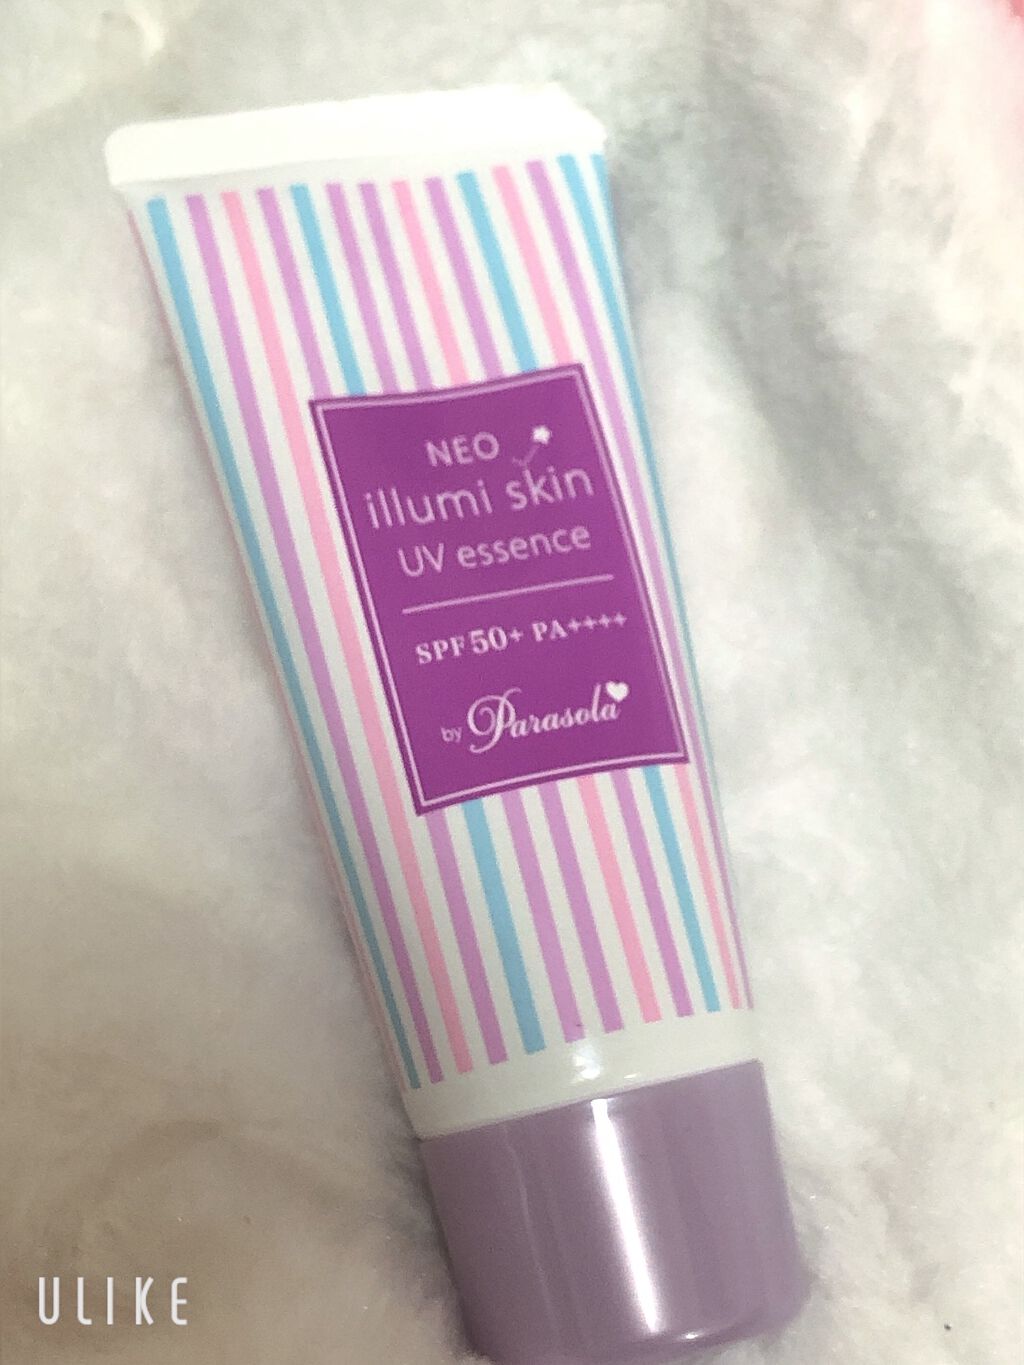 NEO
illumi skin
UV essence
SPF50+ PA++++
by Parasola
ULIKE